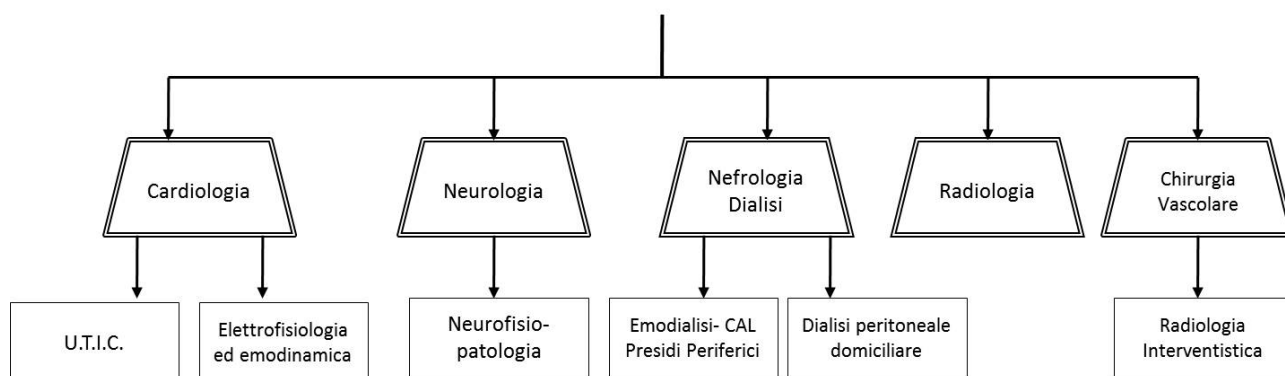 Cardiologia
Neurologia
Nefrologia
Dialisi
Radiologia
Chirurgia
Vascolare
U.T.I.C.
Elettrofisiologia
ed emodinamica
Neurofisio-
patologia
Emodialisi- CAL
Presidi Periferici
Dialisi peritoneale
domiciliare
Radiologia
Interventistica